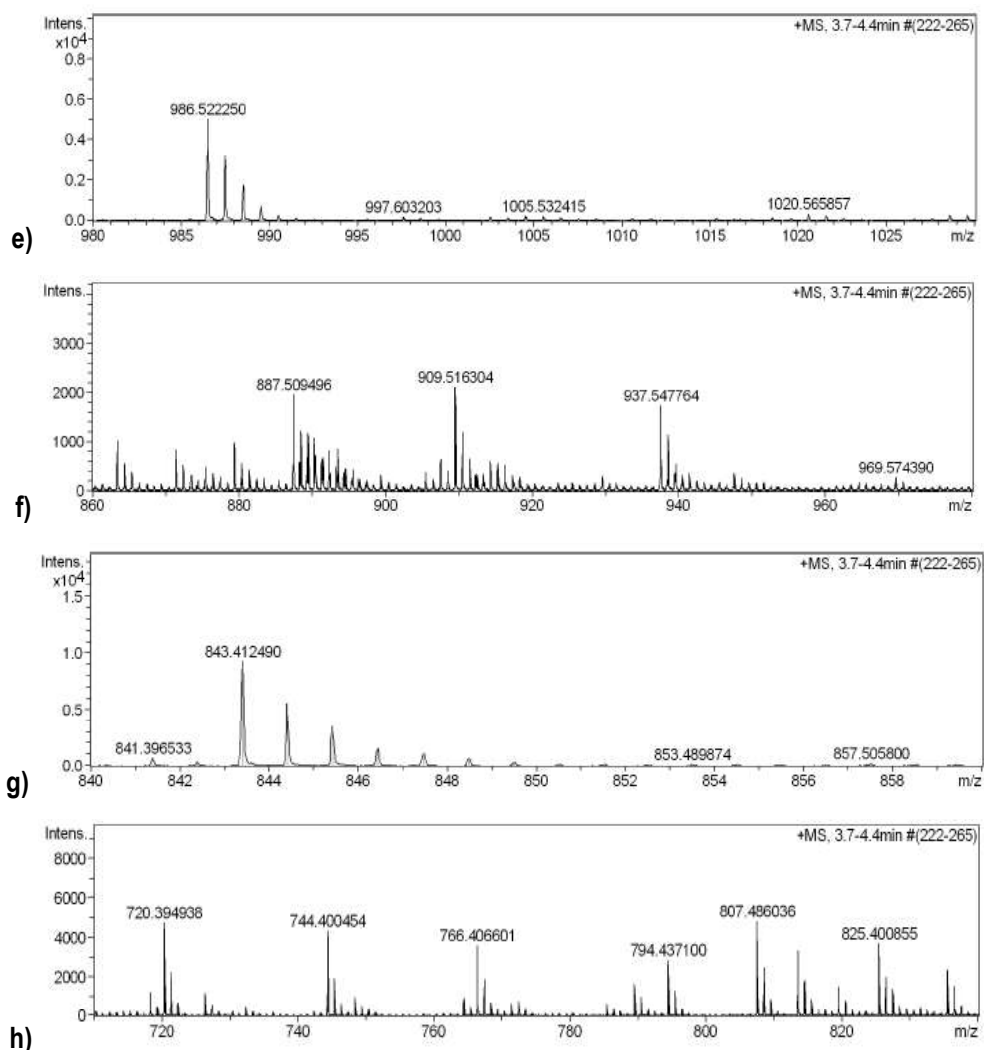 Intens.
x10⁴
+MS, 3.7-4.4min #(222-265)
0.8
0.6
0.4
0.2
0.0
986.522250
997.603203
1005.532415
1020.565857
980 985 990 995 1000 1005 1010 1015 1020 1025 m/z
e)
Intens.
+MS, 3.7-4.4min #(222-265)
3000
2000
1000
0
887.509496
909.516304
937.547764
969.574390
860 880 900 920 940 960 m/z
f)
Intens.
x10⁴
+MS, 3.7-4.4min #(222-265)
1.5
1.0
0.5
0.0
843.412490
841.396533
853.489874
857.505800
840 842 844 846 848 850 852 854 856 858 m/z
g)
Intens.
+MS, 3.7-4.4min #(222-265)
8000
6000
4000
2000
0
720.394938
744.400454
766.406601
794.437100
807.486036
825.400855
720 740 760 780 800 820 m/z
h)